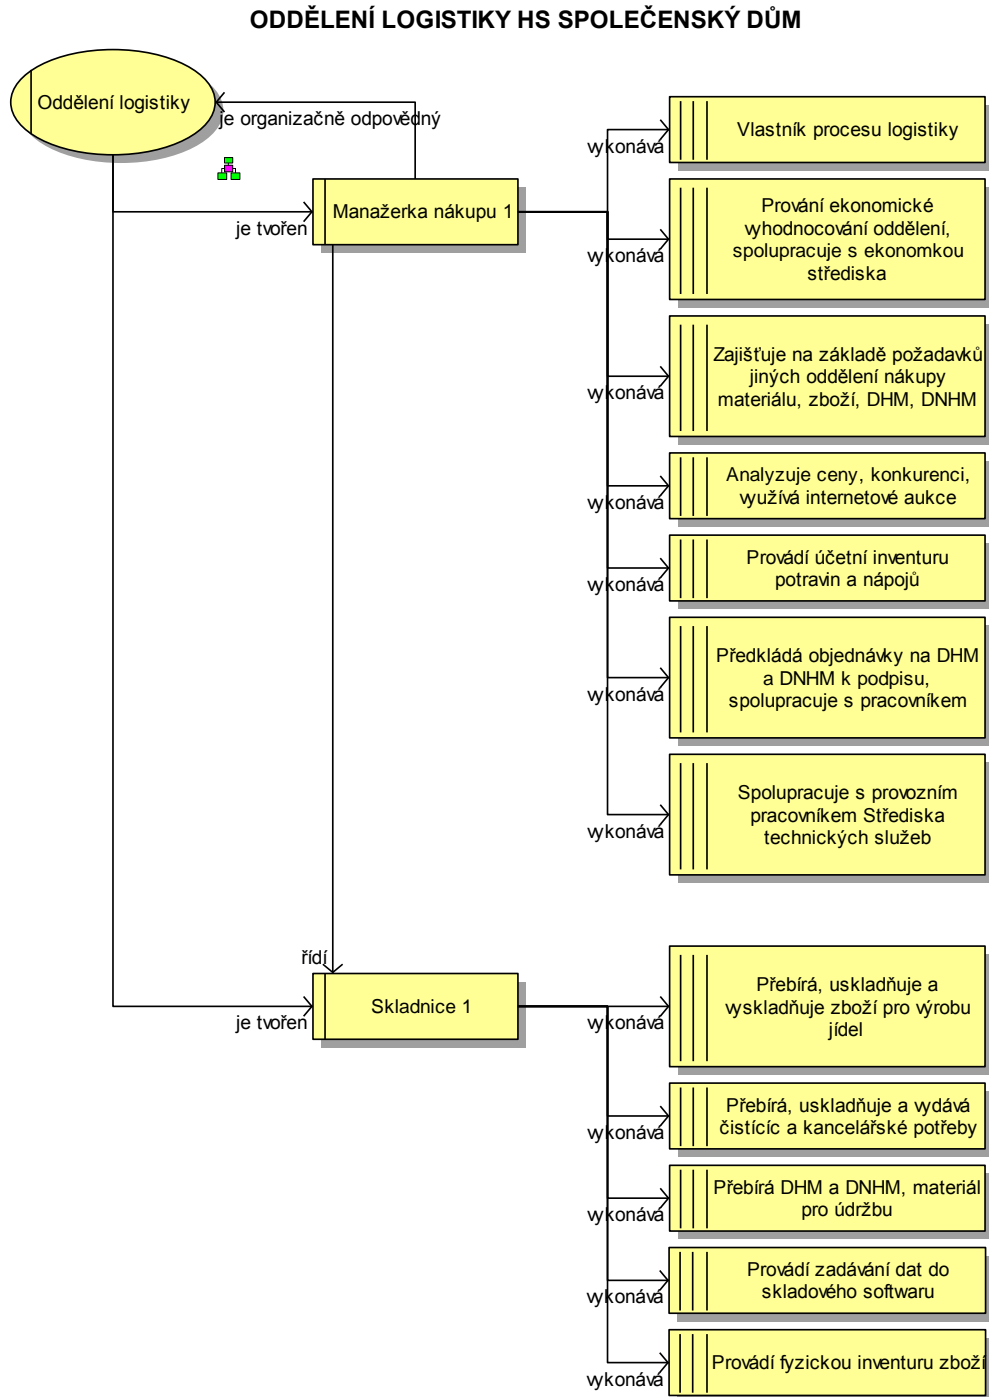 ODDĚLENÍ LOGISTIKY HS SPOLEČENSKÝ DŮM
Oddělení logistiky
je organizačně odpovědný
je tvořen
Manažerka nákupu 1
vykonává
Vlastník procesu logistiky
vykonává
Prování ekonomické
vyhodnocování oddělení,
spolupracuje s ekonomkou
střediska
vykonává
Zajišťuje na základě požadavků
jiných oddělení nákupy
materiálu, zboží, DHM, DNHM
vykonává
Analyzuje ceny, konkurenci,
využívá internetové aukce
vykonává
Provádí účetní inventuru
potravin a nápojů
vykonává
Předkládá objednávky na DHM
a DNHM k podpisu,
spolupracuje s pracovníkem
vykonává
Spolupracuje s provozním
pracovníkem Střediska
technických služeb
řídí
je tvořen
Skladnice 1
vykonává
Přebírá, uskladňuje a
vyskladňuje zboží pro výrobu
jídel
vykonává
Přebírá, uskladňuje a vydává
čistícíc a kancelářské potřeby
vykonává
Přebírá DHM a DNHM, materiál
pro údržbu
vykonává
Provádí zadávání dat do
skladového softwaru
vykonává
Provádí fyzickou inventuru zboží